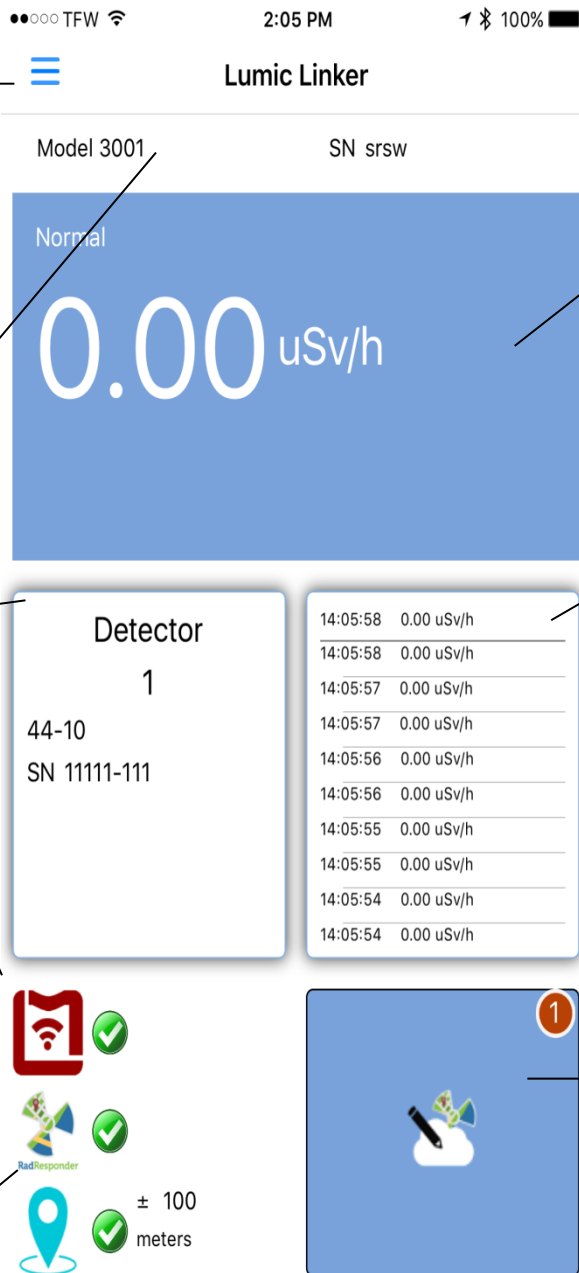 TFW 2:05 PM 100%
Lumic Linker
Model 3001 SN srsw
Normal
0.00 uSv/h
Detector
1
44-10
SN 11111-111
14:05:58 0.00 uSv/h
14:05:58 0.00 uSv/h
14:05:57 0.00 uSv/h
14:05:57 0.00 uSv/h
14:05:56 0.00 uSv/h
14:05:56 0.00 uSv/h
14:05:55 0.00 uSv/h
14:05:55 0.00 uSv/h
14:05:54 0.00 uSv/h
14:05:54 0.00 uSv/h
RadResponder
± 100
meters
1